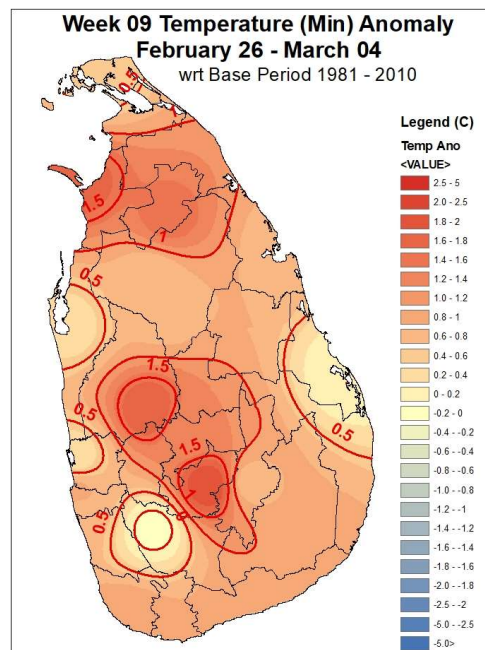 Week 09 Temperature (Min) Anomaly
February 26 - March 04
wrt Base Period 1981 - 2010
Legend (C)
Temp Ano
<VALUE>
2.5 - 5
2.0 - 2.5
1.8 - 2
1.6 - 1.8
1.4 - 1.6
1.2 - 1.4
1.0 - 1.2
0.8 - 1
0.6 - 0.8
0.4 - 0.6
0.2 - 0.4
0 - 0.2
-0.2 - 0
-0.4 - -0.2
-0.6 - -0.4
-0.8 - -0.6
-1.0 - -0.8
-1.2 - -1.0
-1.4 - -1.2
-1.6 - -1.4
-1.8 - -1.6
-2.0 - -1.8
-2.5 - -2
-5.0 - -2.5
-5.0>
0.5
1
1.5
1
0.5
1.5
0.5
0.5
1.5
1
0.5
0